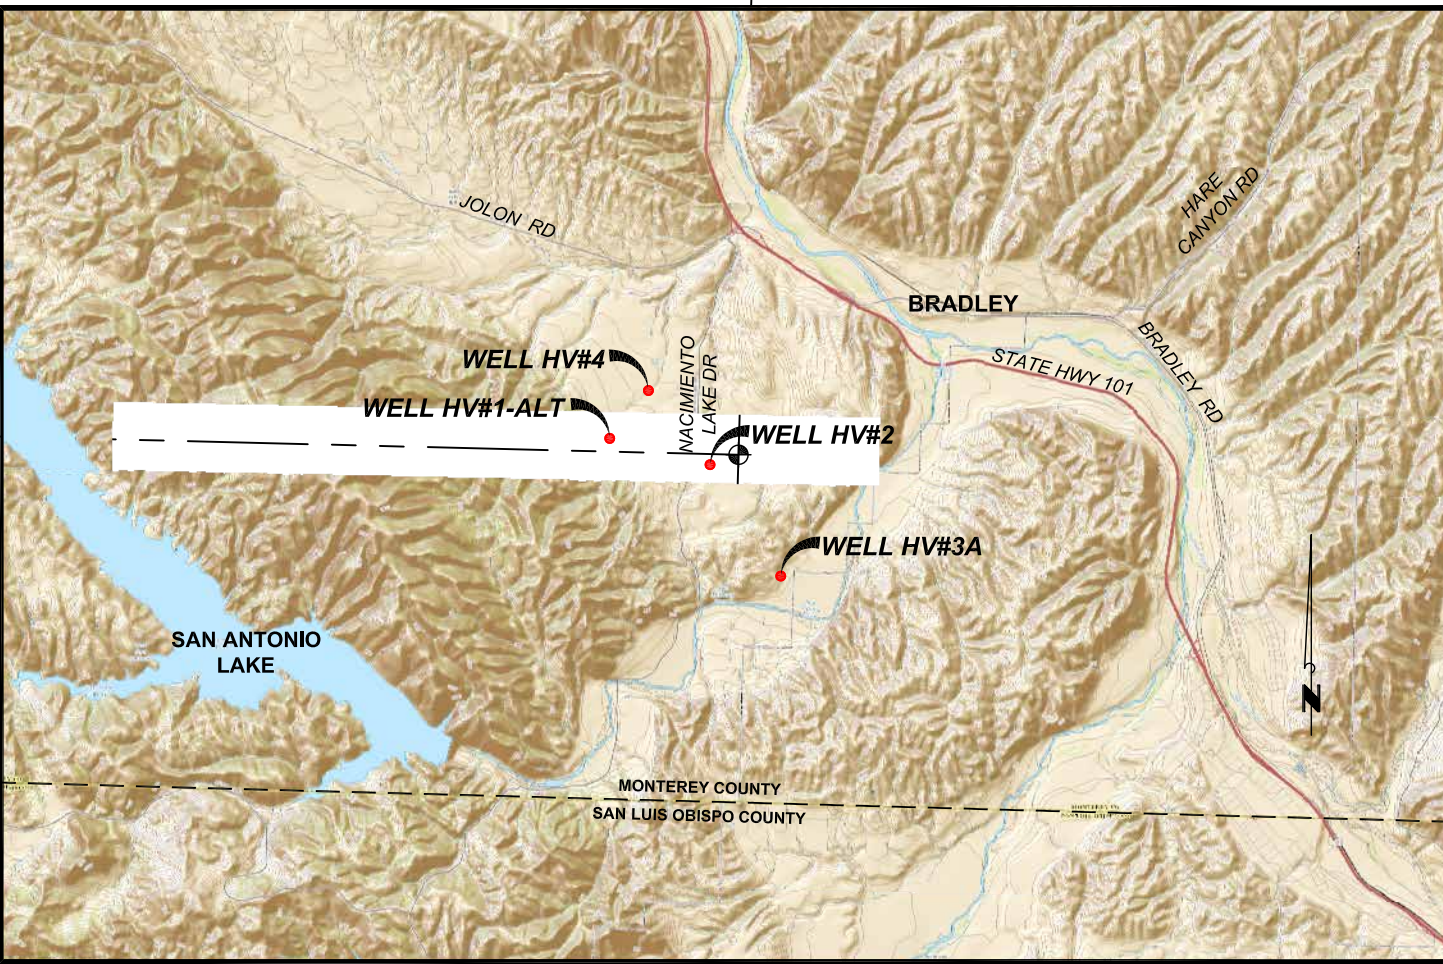 JOLON RD
HARE
CANYON RD
BRADLEY
BRADLEY RD
STATE HWY 101
NACIMIENTO
LAKE DR
WELL HV#4
WELL HV#1-ALT
WELL HV#2
WELL HV#3A
SAN ANTONIO
LAKE
N
MONTEREY COUNTY
SAN LUIS OBISPO COUNTY